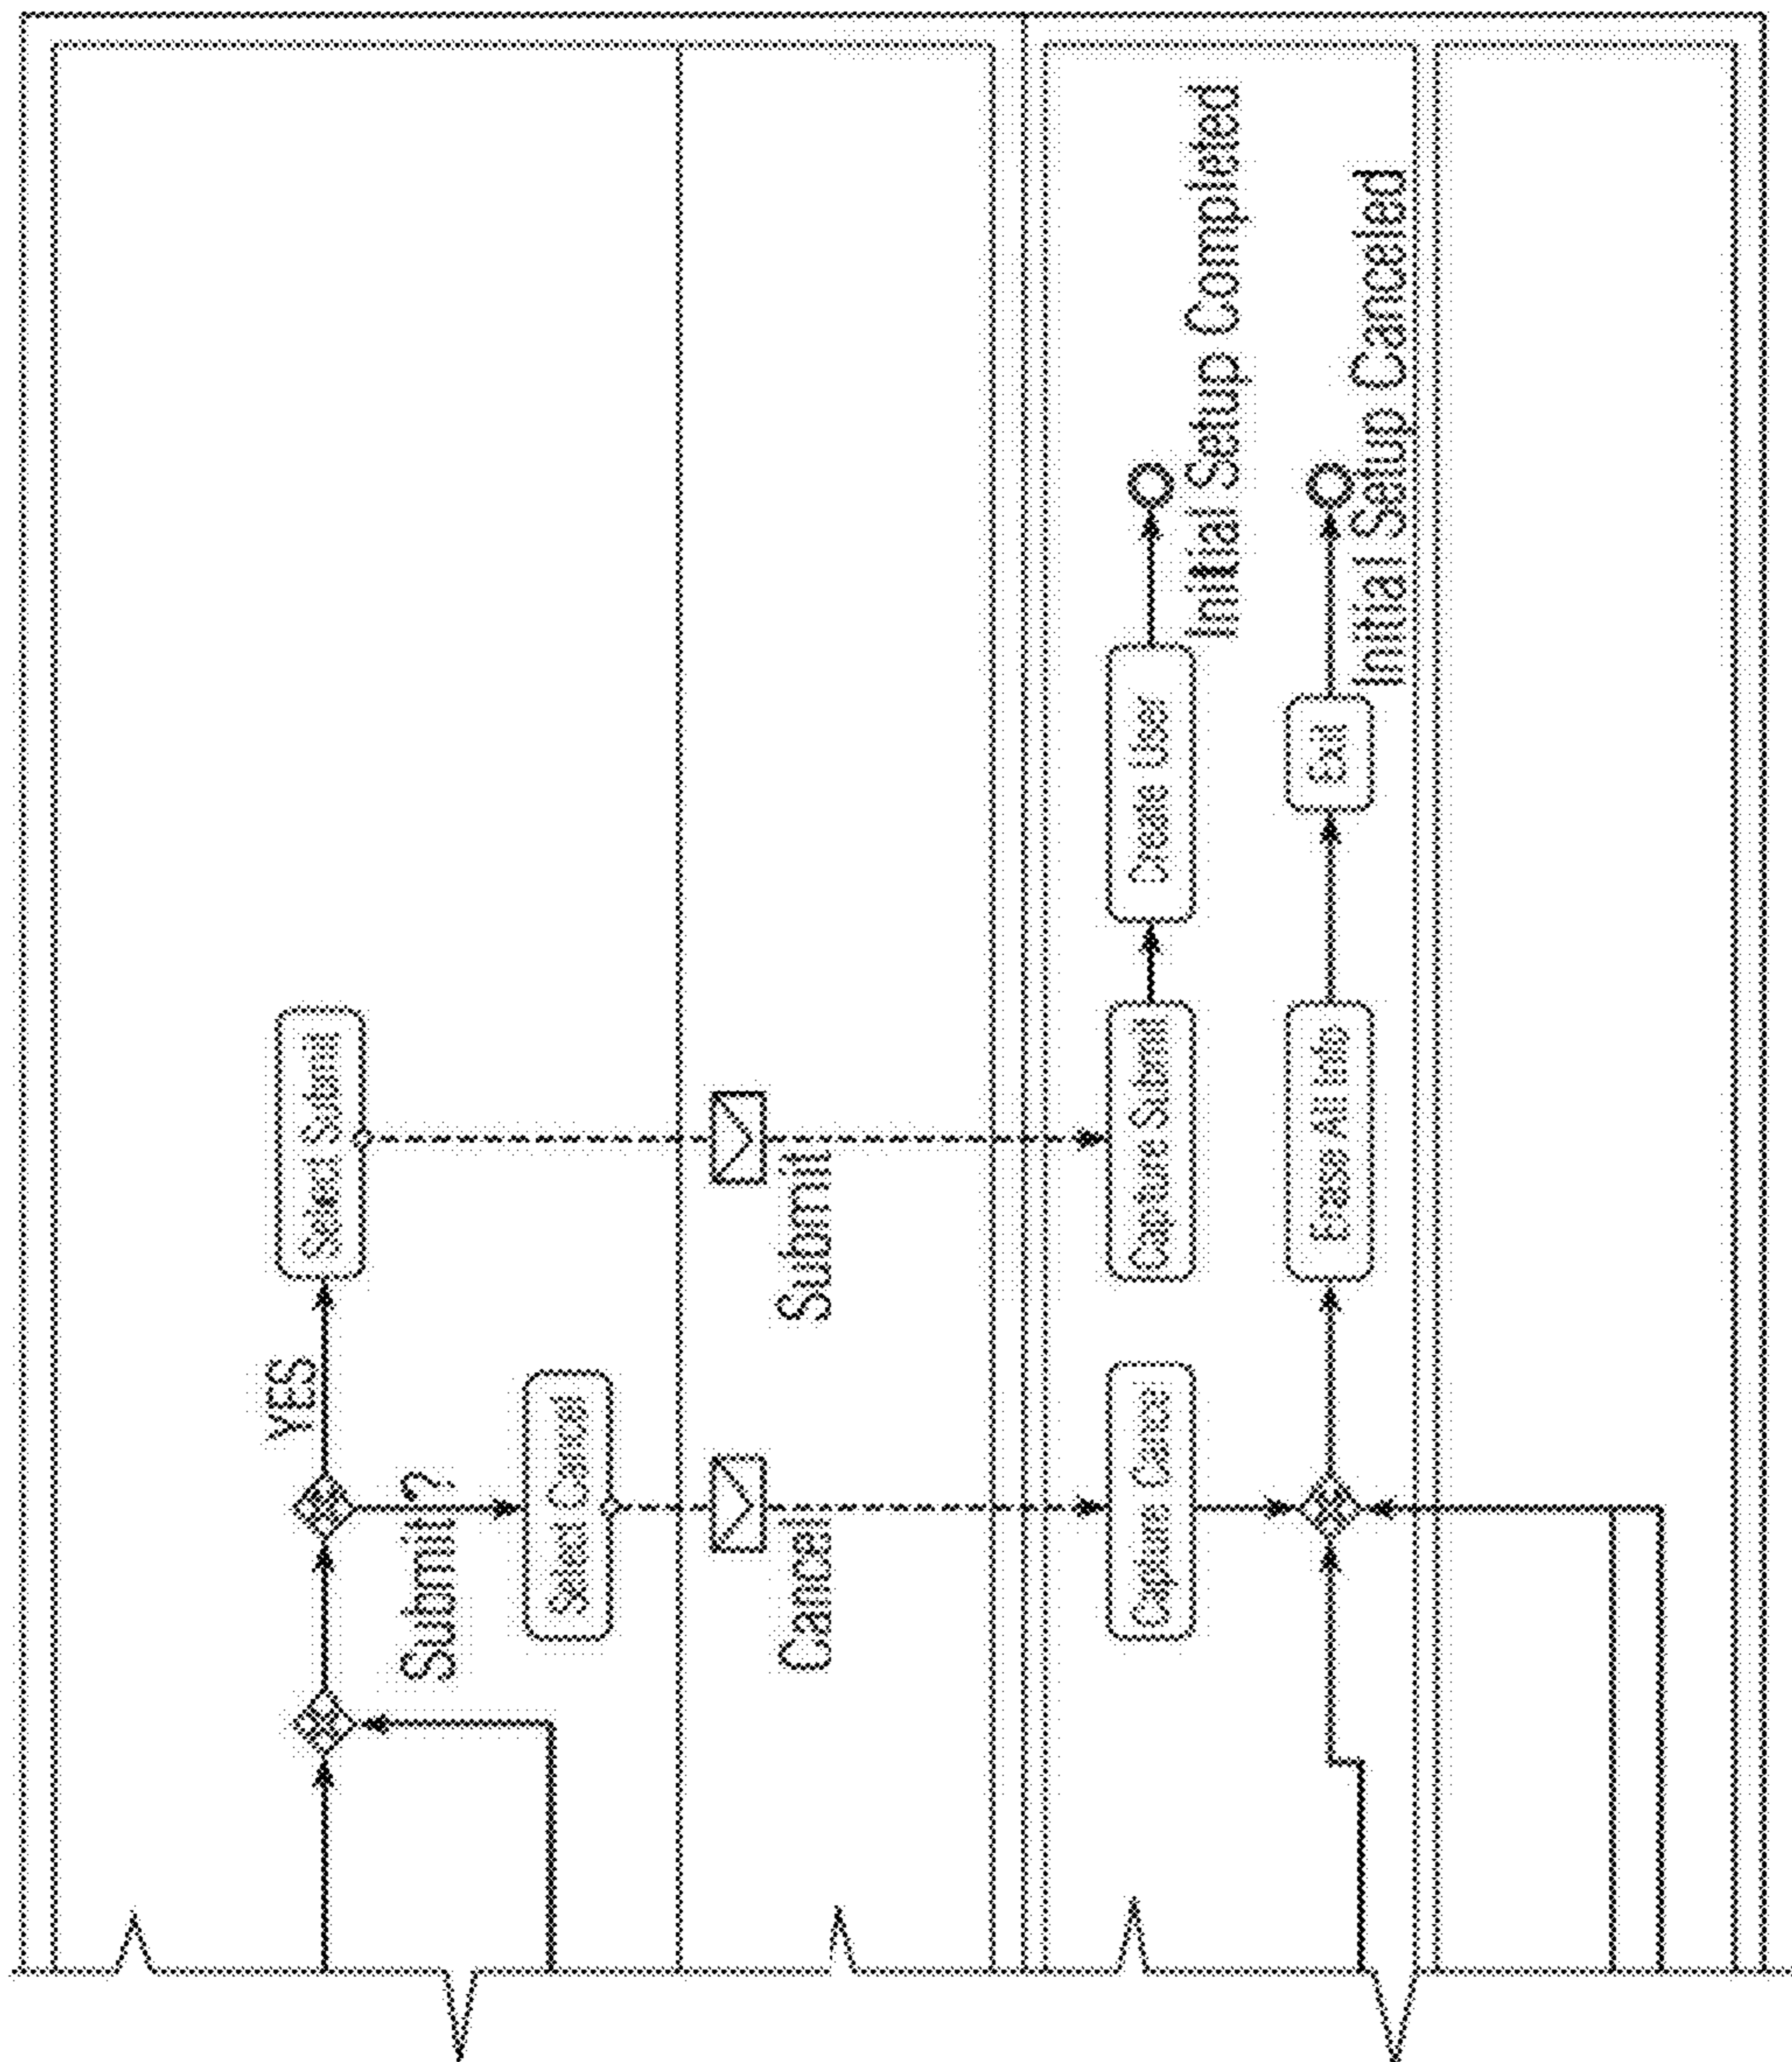 YES
Select Submit
Submit?
Select Cancel
Submit
Cancel
Capture Submit
Create User
Initial Setup Completed
Capture Cancel
Erase All Info
Exit
Initial Setup Canceled